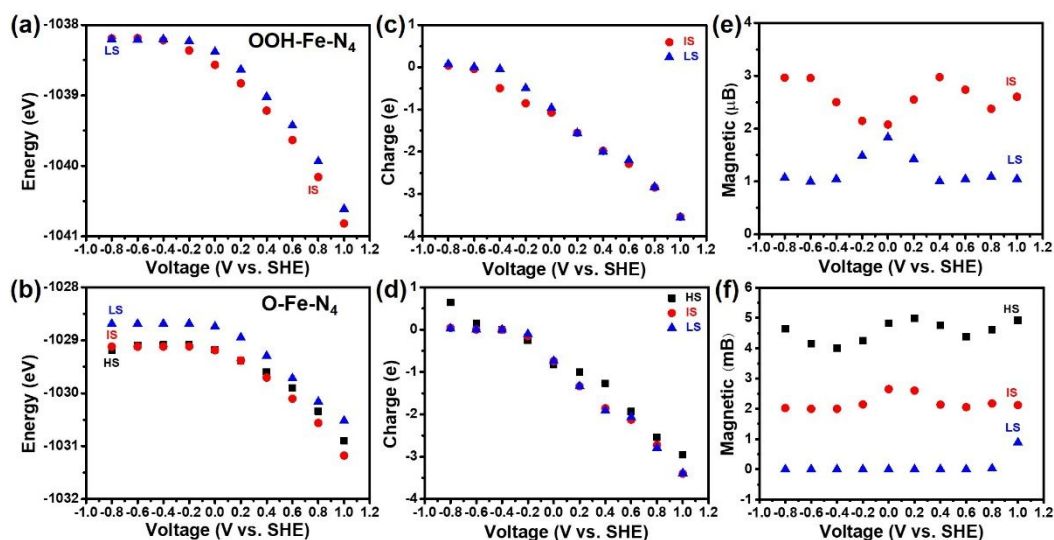 (a)
-1038
OOH-Fe-N4
LS
-1039
-1040
IS
-1041
Energy (eV)
-1.0 -0.8 -0.6 -0.4 -0.2 0.0 0.2 0.4 0.6 0.8 1.0 1.2
Voltage (V vs. SHE)
(c)
1
IS
LS
0
-1
-2
-3
-4
Charge (e)
-1.0 -0.8 -0.6 -0.4 -0.2 0.0 0.2 0.4 0.6 0.8 1.0 1.2
Voltage (V vs. SHE)
(e)
4
IS
3
2
LS
1
0
Magnetic (μB)
-1.0 -0.8 -0.6 -0.4 -0.2 0.0 0.2 0.4 0.6 0.8 1.0 1.2
Voltage (V vs. SHE)
(b)
-1028
O-Fe-N4
LS
-1029
IS
HS
-1030
-1031
-1032
Energy (eV)
-1.0 -0.8 -0.6 -0.4 -0.2 0.0 0.2 0.4 0.6 0.8 1.0 1.2
Voltage (V vs. SHE)
(d)
1
HS
IS
LS
0
-1
-2
-3
-4
Charge (e)
-1.0 -0.8 -0.6 -0.4 -0.2 0.0 0.2 0.4 0.6 0.8 1.0 1.2
Voltage (V vs. SHE)
(f)
6
HS
5
4
3
IS
2
LS
1
0
-1
Magnetic (mB)
-1.0 -0.8 -0.6 -0.4 -0.2 0.0 0.2 0.4 0.6 0.8 1.0 1.2
Voltage (V vs. SHE)